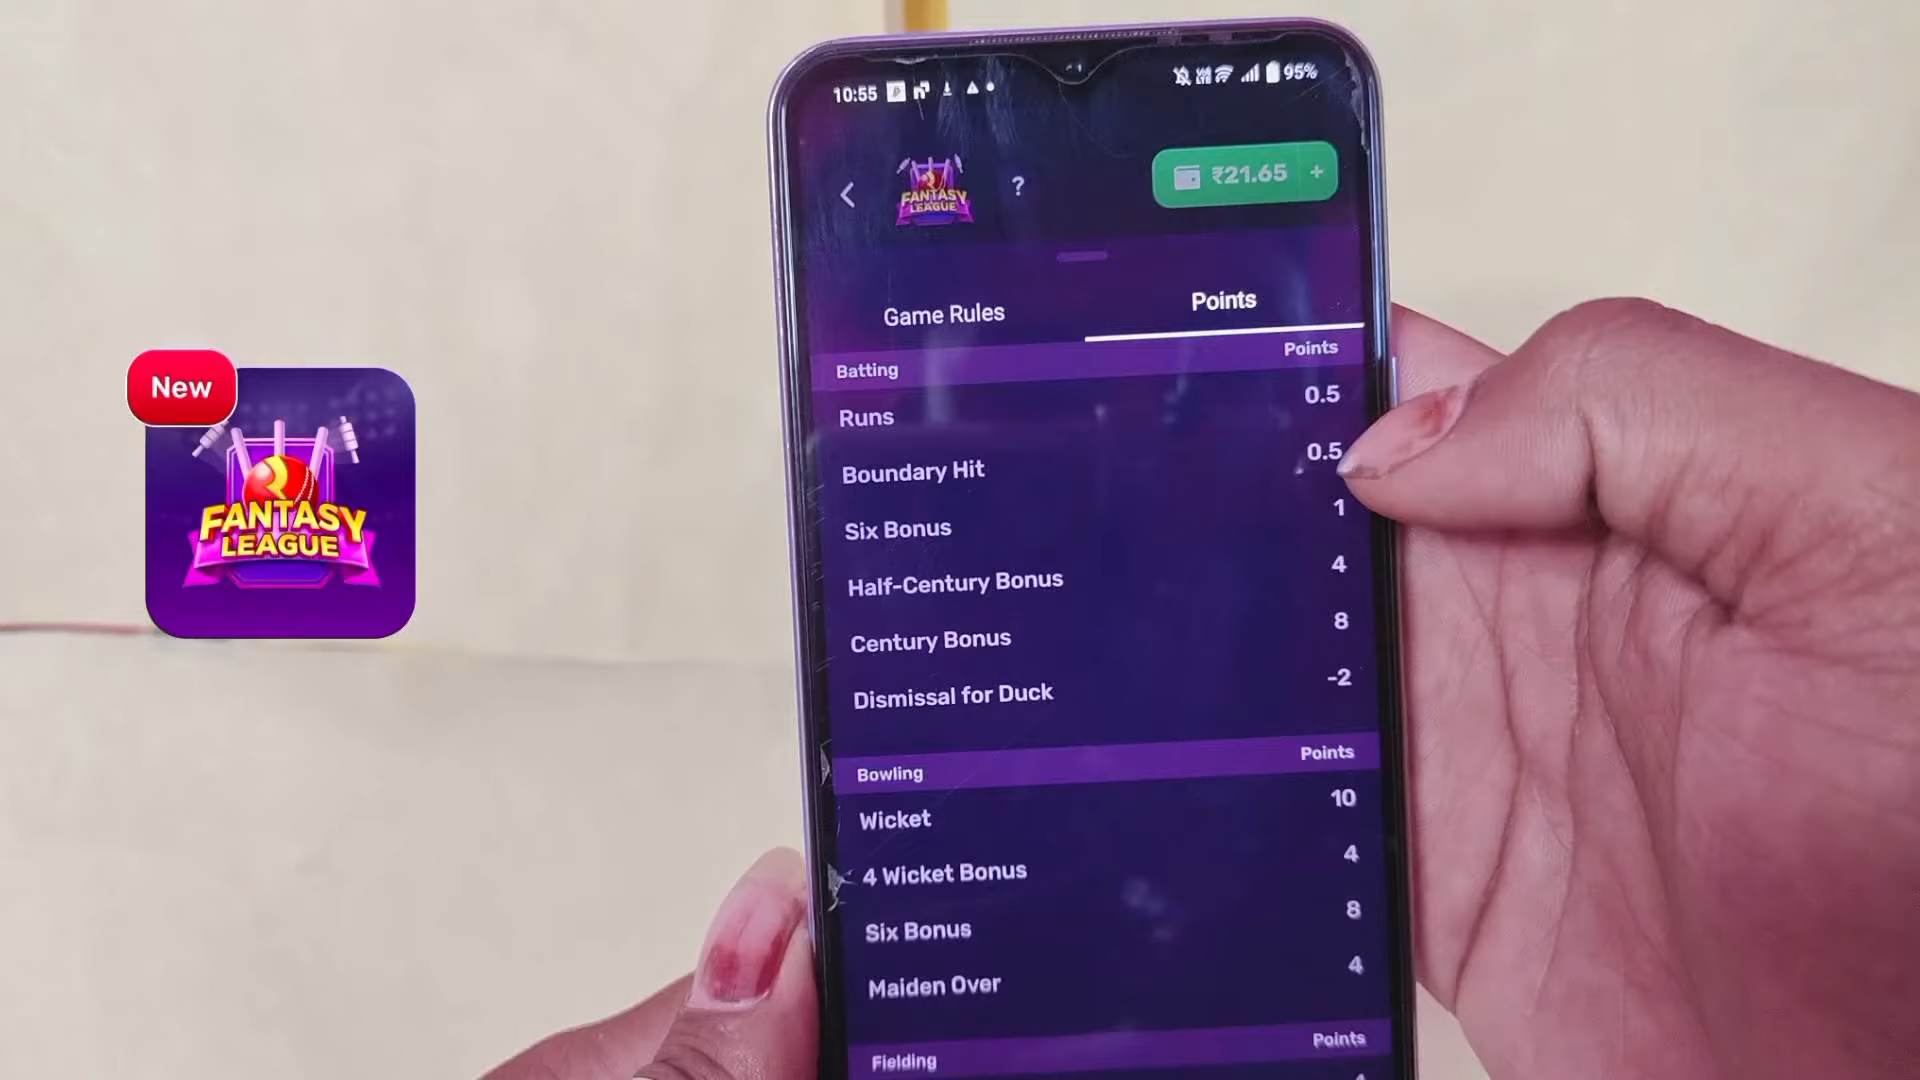 10:55
95%
FANTASY
LEAGUE
?
₹21.65 +
Game Rules
Points
Batting Points
Runs 0.5
Boundary Hit 0.5
Six Bonus 1
Half-Century Bonus 4
Century Bonus 8
Dismissal for Duck -2
Bowling Points
Wicket 10
4 Wicket Bonus 4
Six Bonus 8
Maiden Over 4
Fielding Points
New
FANTASY
LEAGUE